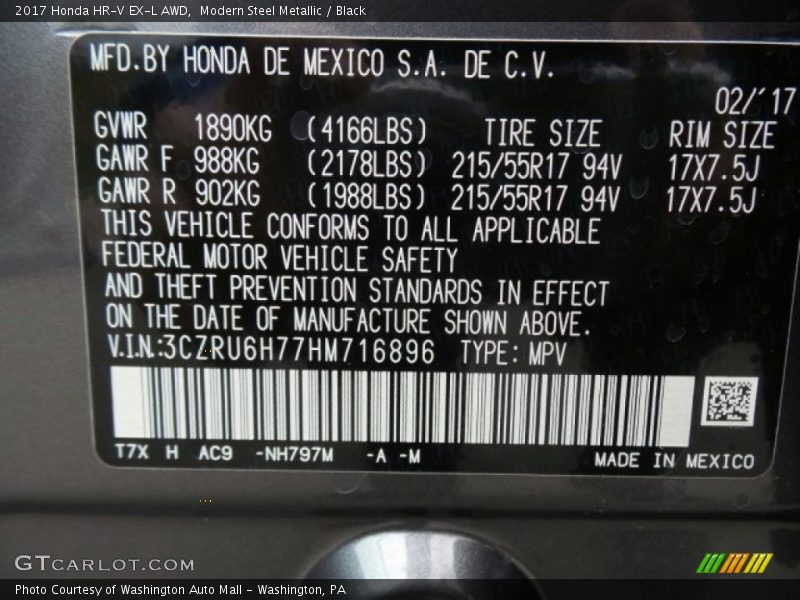 2017 Honda HR-V EX-L AWD, Modern Steel Metallic / Black
MFD.BY HONDA DE MEXICO S.A. DE C.V.
02/'17
GVWR 1890KG (4166LBS) TIRE SIZE RIM SIZE
GAWR F 988KG (2178LBS) 215/55R17 94V 17X7.5J
GAWR R 902KG (1988LBS) 215/55R17 94V 17X7.5J
THIS VEHICLE CONFORMS TO ALL APPLICABLE
FEDERAL MOTOR VEHICLE SAFETY
AND THEFT PREVENTION STANDARDS IN EFFECT
ON THE DATE OF MANUFACTURE SHOWN ABOVE.
V.I.N.:3CZRU6H77HM716896 TYPE: MPV
T7X H AC9 -NH797M -A -M
MADE IN MEXICO
GTCARLOT.COM
Photo Courtesy of Washington Auto Mall - Washington, PA